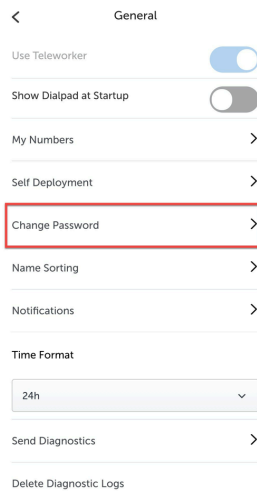 General
Use Teleworker
Show Dialpad at Startup
My Numbers
Self Deployment
Change Password
Name Sorting
Notifications
Time Format
24h
Send Diagnostics
Delete Diagnostic Logs